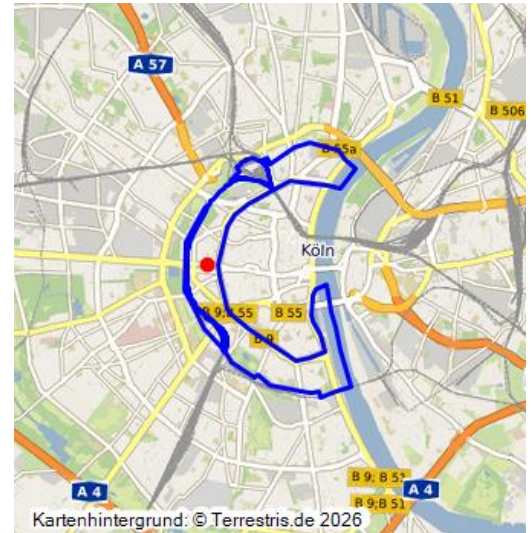 A 57
B 51
B 506
B 55a
Köln
B 9;B 55
B 55
B 9
B 9; B 51
A 4
A 4
B 9;B 51
Kartenhintergrund: © Terrestris.de 2026